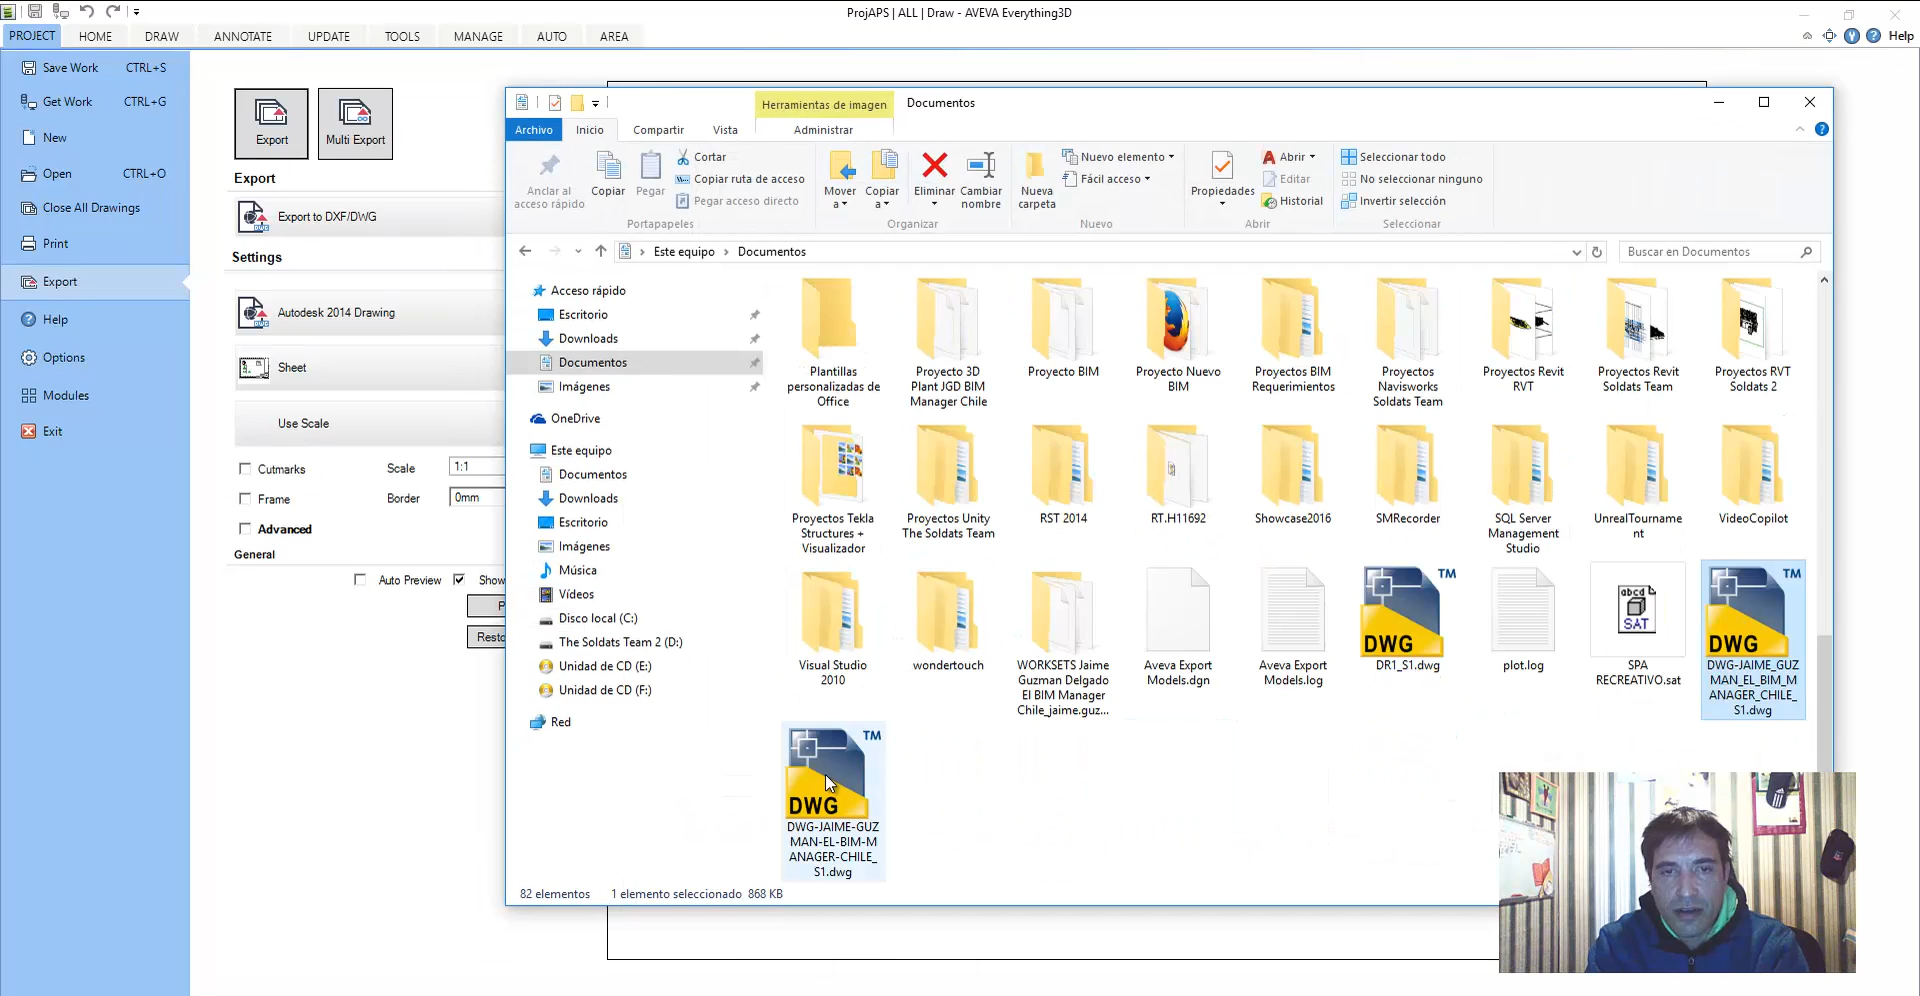 ProjAPS | ALL | Draw - AVEVA Everything3D
PROJECT HOME DRAW ANNOTATE UPDATE TOOLS MANAGE AUTO AREA Help
Save Work CTRL+S
Get Work CTRL+G
New
Open CTRL+O
Close All Drawings
Print
Export
Help
Options
Modules
Exit
Export Multi Export
Export
Export to DXF/DWG
Settings
Autodesk 2014 Drawing
Sheet
Use Scale
Cutmarks Scale 1:1
Frame Border 0mm
Advanced
General
Auto Preview Show
P
Resto
Herramientas de imagen Documentos
Archivo Inicio Compartir Vista Administrar
Anclar al
acceso rápido
Copiar
Pegar
Cortar
Copiar ruta de acceso
Pegar acceso directo
Portapapeles
Mover
a
Copiar
a
Eliminar
Cambiar
nombre
Organizar
Nueva
carpeta
Nuevo elemento
Fácil acceso
Nuevo
Propiedades
Abrir
Editar
Historial
Abrir
Seleccionar todo
No seleccionar ninguno
Invertir selección
Seleccionar
Este equipo › Documentos
Buscar en Documentos
Acceso rápido
Escritorio
Downloads
Documentos
Imágenes
OneDrive
Este equipo
Documentos
Downloads
Escritorio
Imágenes
Música
Vídeos
Disco local (C:)
The Soldats Team 2 (D:)
Unidad de CD (E:)
Unidad de CD (F:)
Red
Plantillas
personalizadas de
Office
Proyecto 3D
Plant JGD BIM
Manager Chile
Proyecto BIM
Proyecto Nuevo
BIM
Proyectos BIM
Requerimientos
Proyectos
Navisworks
Soldats Team
Proyectos Revit
RVT
Proyectos Revit
Soldats Team
Proyectos RVT
Soldats 2
Proyectos Tekla
Structures +
Visualizador
Proyectos Unity
The Soldats Team
RST 2014
RT.H11692
Showcase2016
SMRecorder
SQL Server
Management
Studio
UnrealTourname
nt
VideoCopilot
Visual Studio
2010
wondertouch
WORKSETS Jaime
Guzman Delgado
El BIM Manager
Chile_jaime.guz...
Aveva Export
Models.dgn
Aveva Export
Models.log
TM
DWG
DR1_S1.dwg
plot.log
abcd
SAT
SPA
RECREATIVO.sat
TM
DWG
DWG-JAIME_GUZ
MAN_EL_BIM_M
ANAGER_CHILE_
S1.dwg
TM
DWG
DWG-JAIME-GUZ
MAN-EL-BIM-M
ANAGER-CHILE_
S1.dwg
82 elementos 1 elemento seleccionado 868 KB